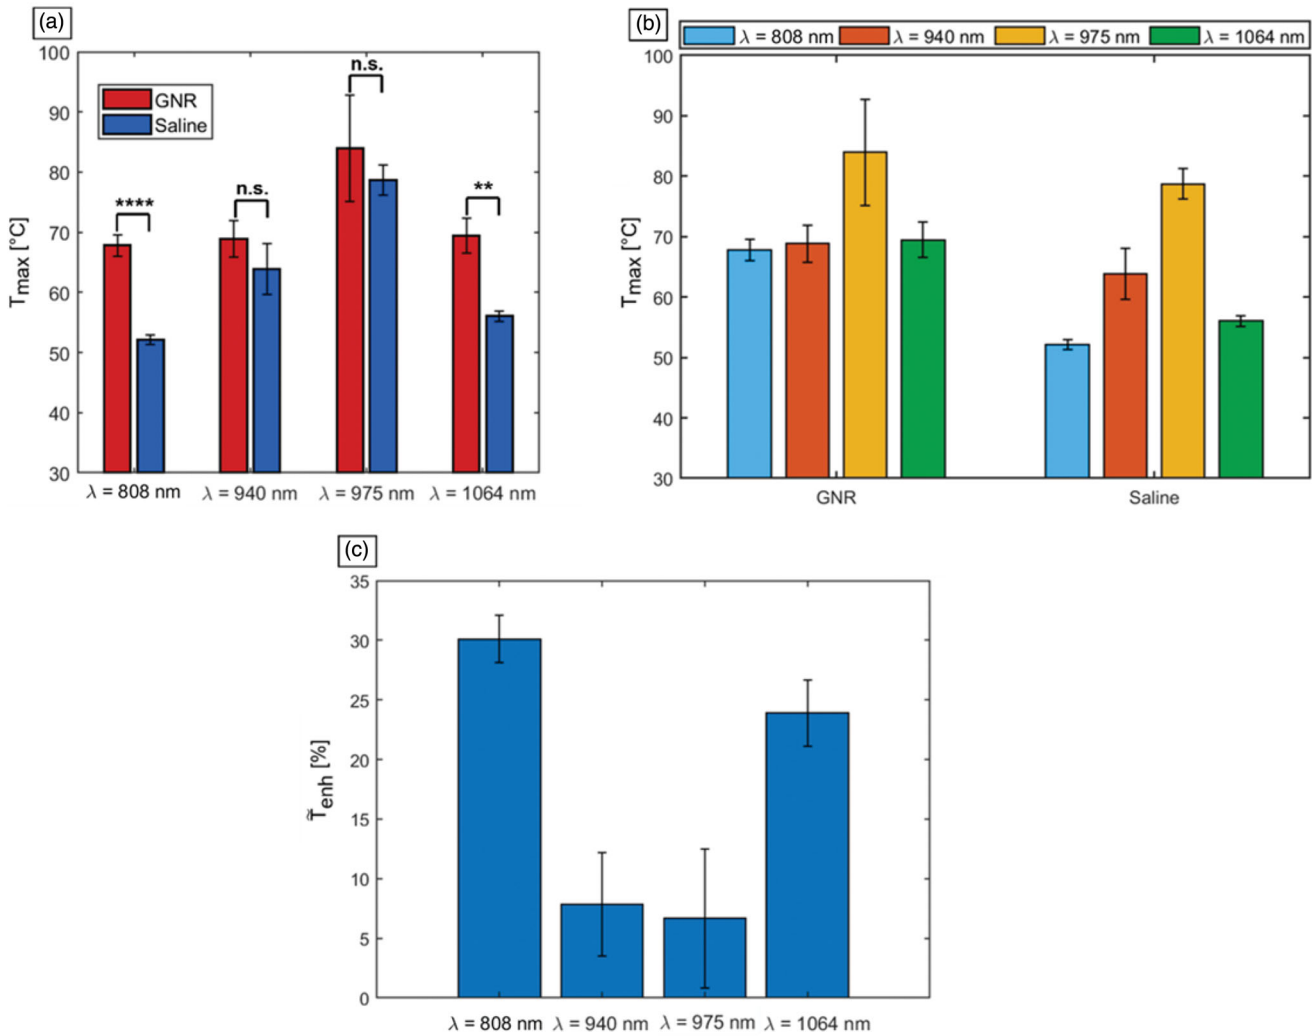 (a)
100
90
80
70
60
50
40
30
T_max [°C]
GNR
Saline
****
n.s.
n.s.
**
λ = 808 nm λ = 940 nm λ = 975 nm λ = 1064 nm
(b)
λ = 808 nm λ = 940 nm λ = 975 nm λ = 1064 nm
100
90
80
70
60
50
40
30
T_max [°C]
GNR Saline
(c)
35
30
25
20
15
10
5
0
T̃_enh [%]
λ = 808 nm λ = 940 nm λ = 975 nm λ = 1064 nm